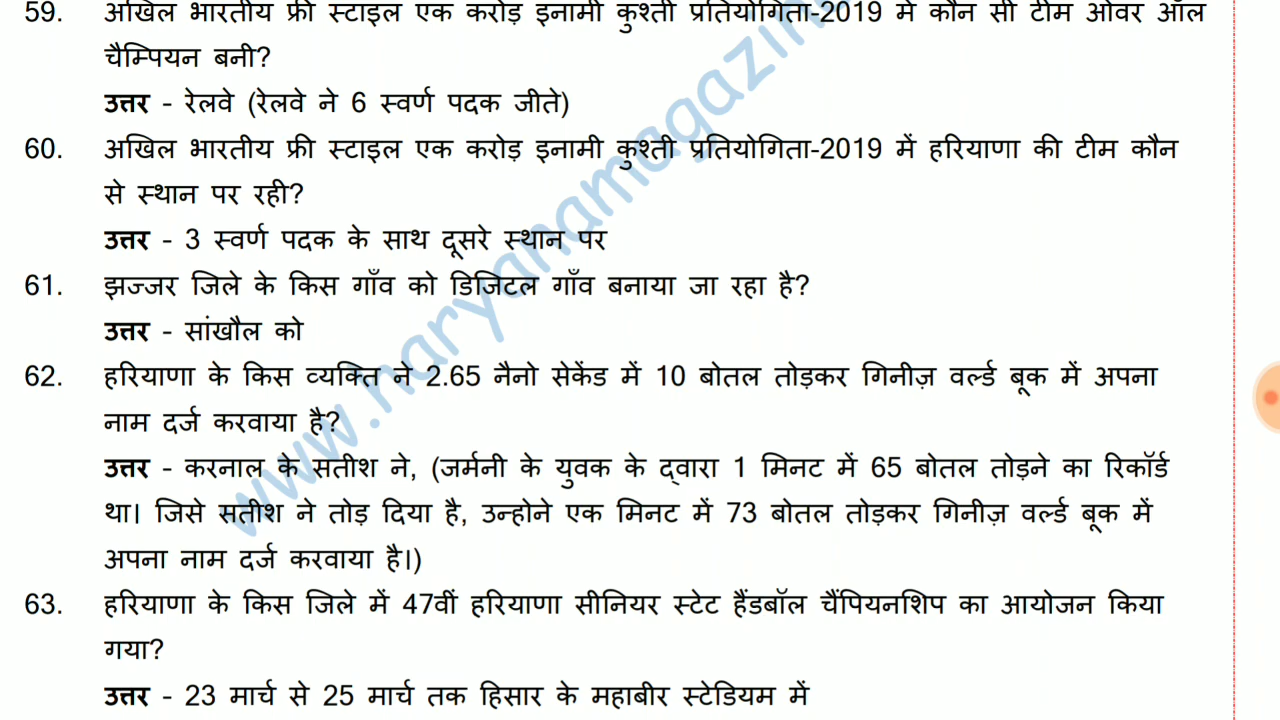 59. अखिल भारतीय फ्री स्टाइल एक करोड़ इनामी कुश्ती प्रतियोगिता-2019 में कौन सी टीम ओवर ऑल
चैम्पियन बनी?
उत्तर - रेलवे (रेलवे ने 6 स्वर्ण पदक जीते)
60. अखिल भारतीय फ्री स्टाइल एक करोड़ इनामी कुश्ती प्रतियोगिता-2019 में हरियाणा की टीम कौन
से स्थान पर रही?
उत्तर - 3 स्वर्ण पदक के साथ दूसरे स्थान पर
61. झज्जर जिले के किस गाँव को डिजिटल गाँव बनाया जा रहा है?
उत्तर - सांखौल को
62. हरियाणा के किस व्यक्ति ने 2.65 नैनो सेकेंड में 10 बोतल तोड़कर गिनीज़ वर्ल्ड बूक में अपना
नाम दर्ज करवाया है?
उत्तर - करनाल के सतीश ने, (जर्मनी के युवक के द्वारा 1 मिनट में 65 बोतल तोड़ने का रिकॉर्ड
था। जिसे सतीश ने तोड़ दिया है, उन्होने एक मिनट में 73 बोतल तोड़कर गिनीज़ वर्ल्ड बूक में
अपना नाम दर्ज करवाया है।)
63. हरियाणा के किस जिले में 47वीं हरियाणा सीनियर स्टेट हैंडबॉल चैंपियनशिप का आयोजन किया
गया?
उत्तर - 23 मार्च से 25 मार्च तक हिसार के महाबीर स्टेडियम में
www.haryanamagazin